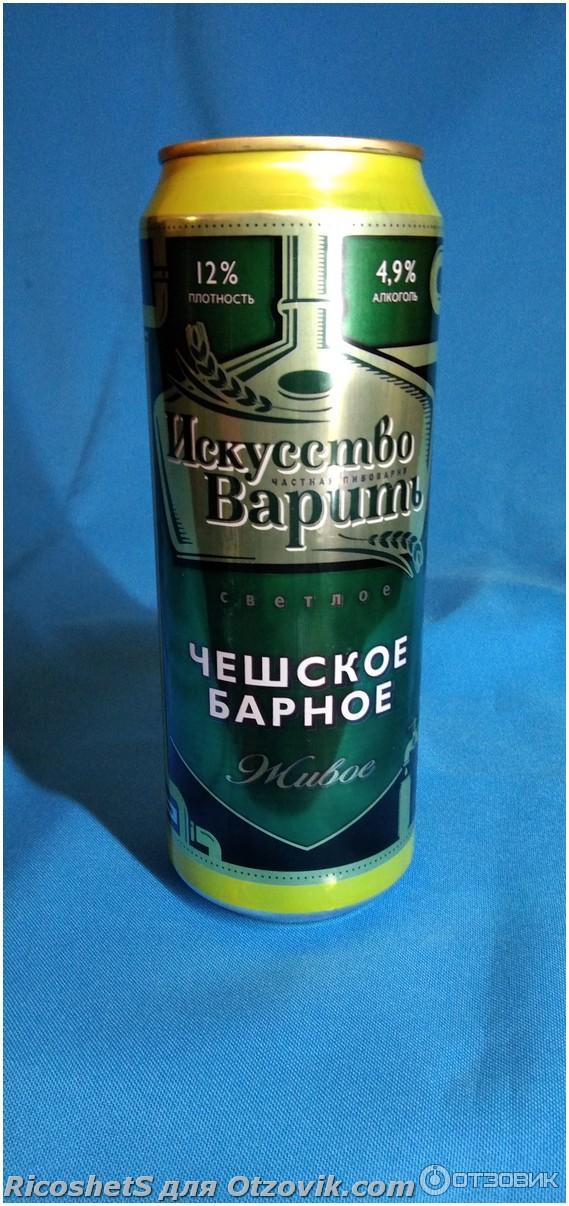 12%
ПЛОТНОСТЬ
4,9%
АЛКОГОЛЬ
Искусство
ЧАСТНАЯ ПИВОВАРНЯ
Варить
светлое
ЧЕШСКОЕ
БАРНОЕ
Живое
RicoshetS для Otzovik.com
ОТЗОВИК